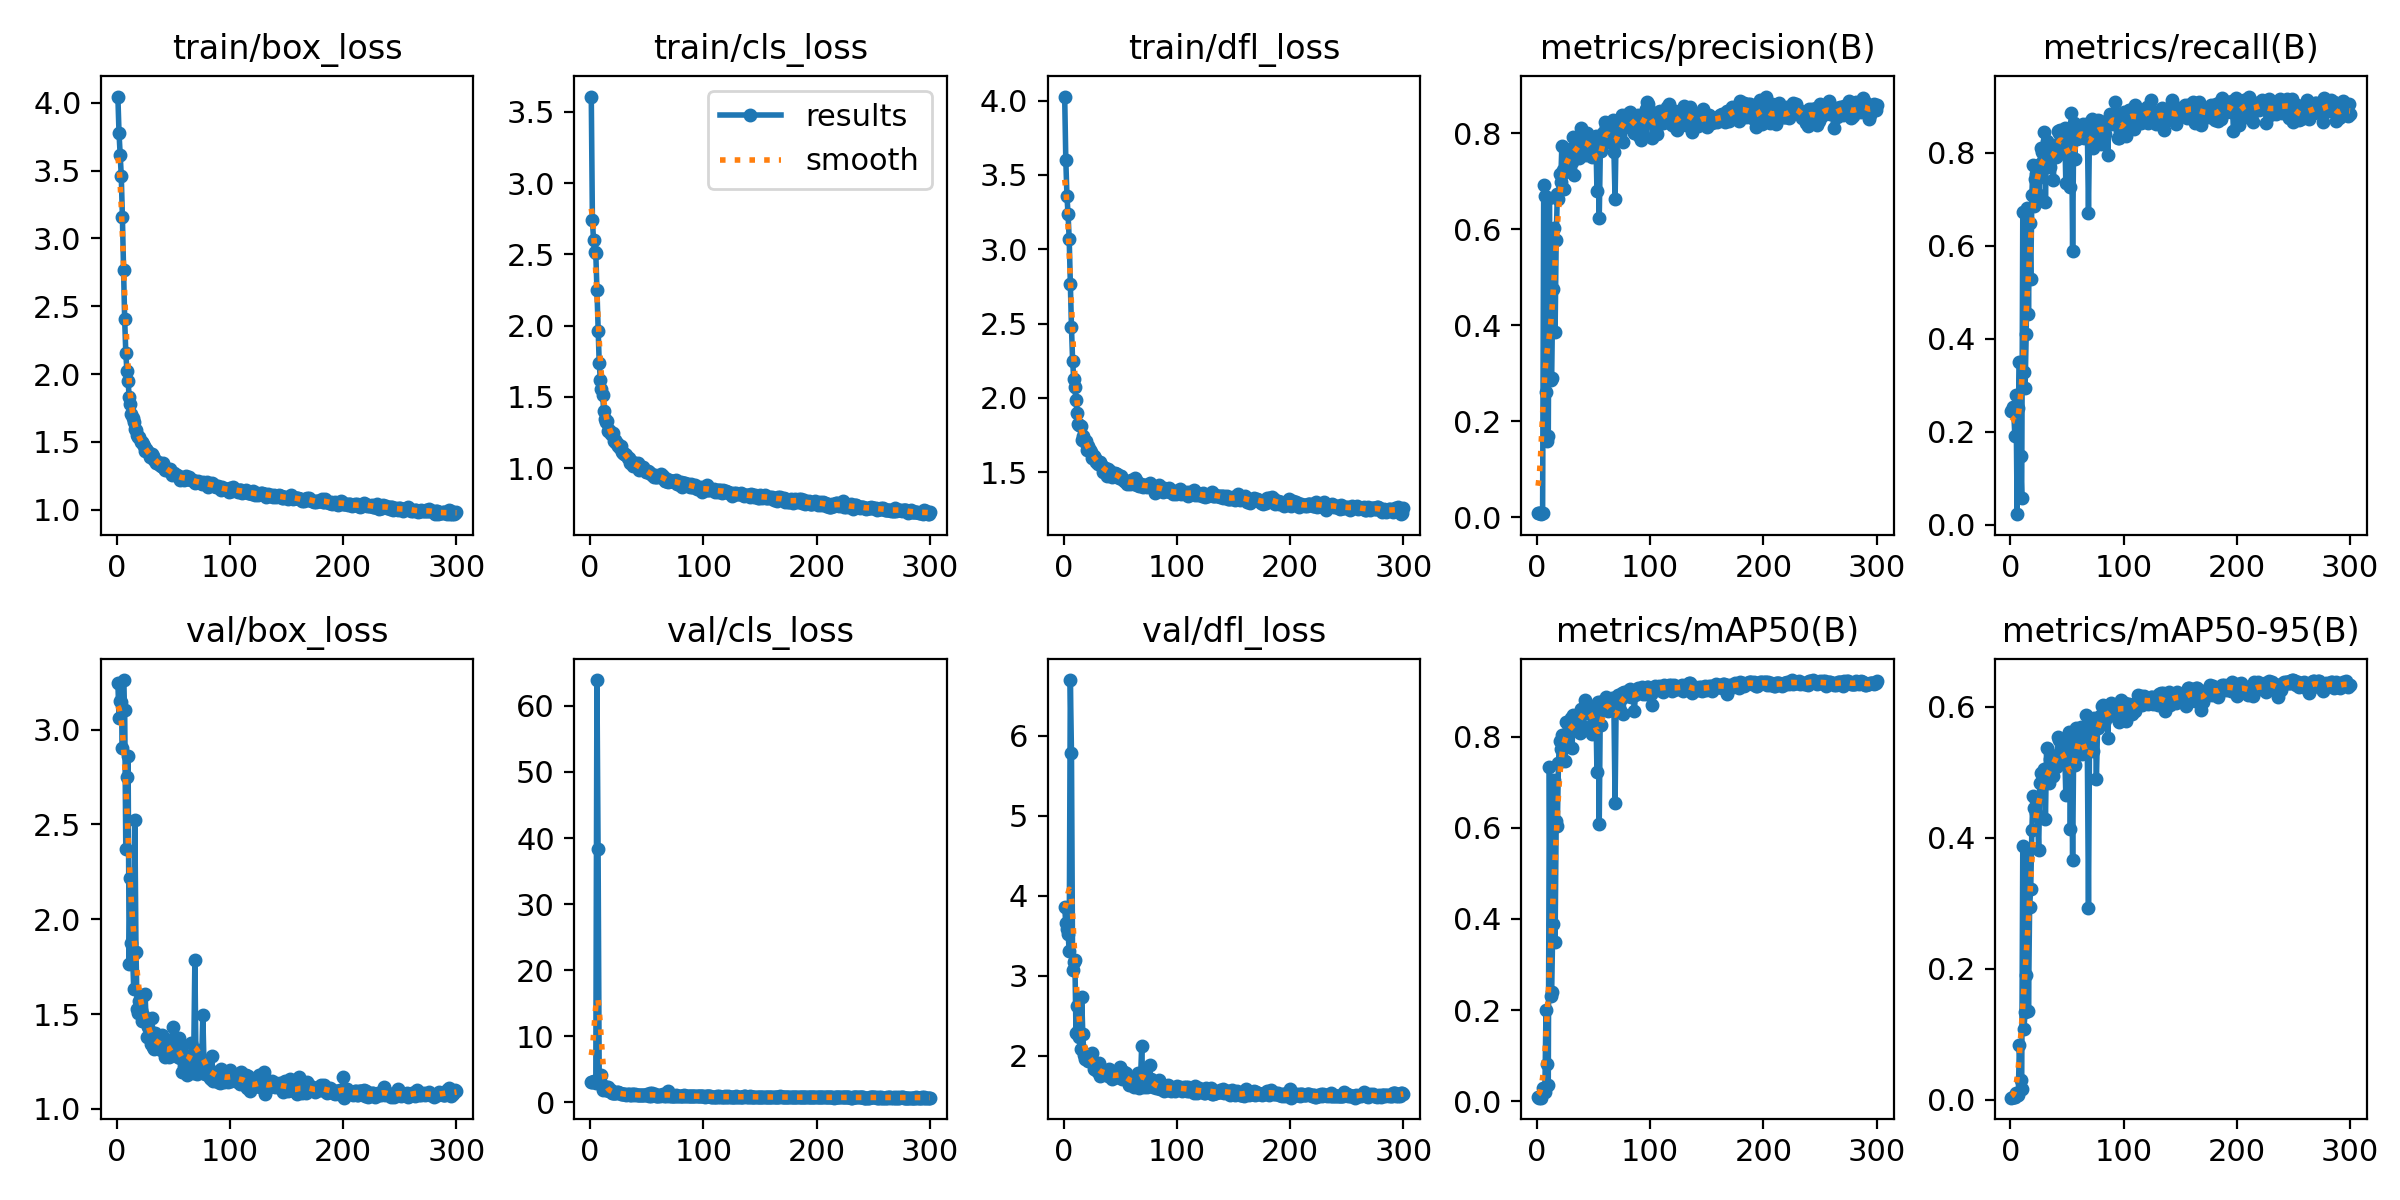 train/box_loss
4.0
3.5
3.0
2.5
2.0
1.5
1.0
0 100 200 300
train/cls_loss
results
smooth
3.5
3.0
2.5
2.0
1.5
1.0
0 100 200 300
train/dfl_loss
4.0
3.5
3.0
2.5
2.0
1.5
0 100 200 300
metrics/precision(B)
0.8
0.6
0.4
0.2
0.0
0 100 200 300
metrics/recall(B)
0.8
0.6
0.4
0.2
0.0
0 100 200 300
val/box_loss
3.0
2.5
2.0
1.5
1.0
0 100 200 300
val/cls_loss
60
50
40
30
20
10
0
0 100 200 300
val/dfl_loss
6
5
4
3
2
0 100 200 300
metrics/mAP50(B)
0.8
0.6
0.4
0.2
0.0
0 100 200 300
metrics/mAP50-95(B)
0.6
0.4
0.2
0.0
0 100 200 300